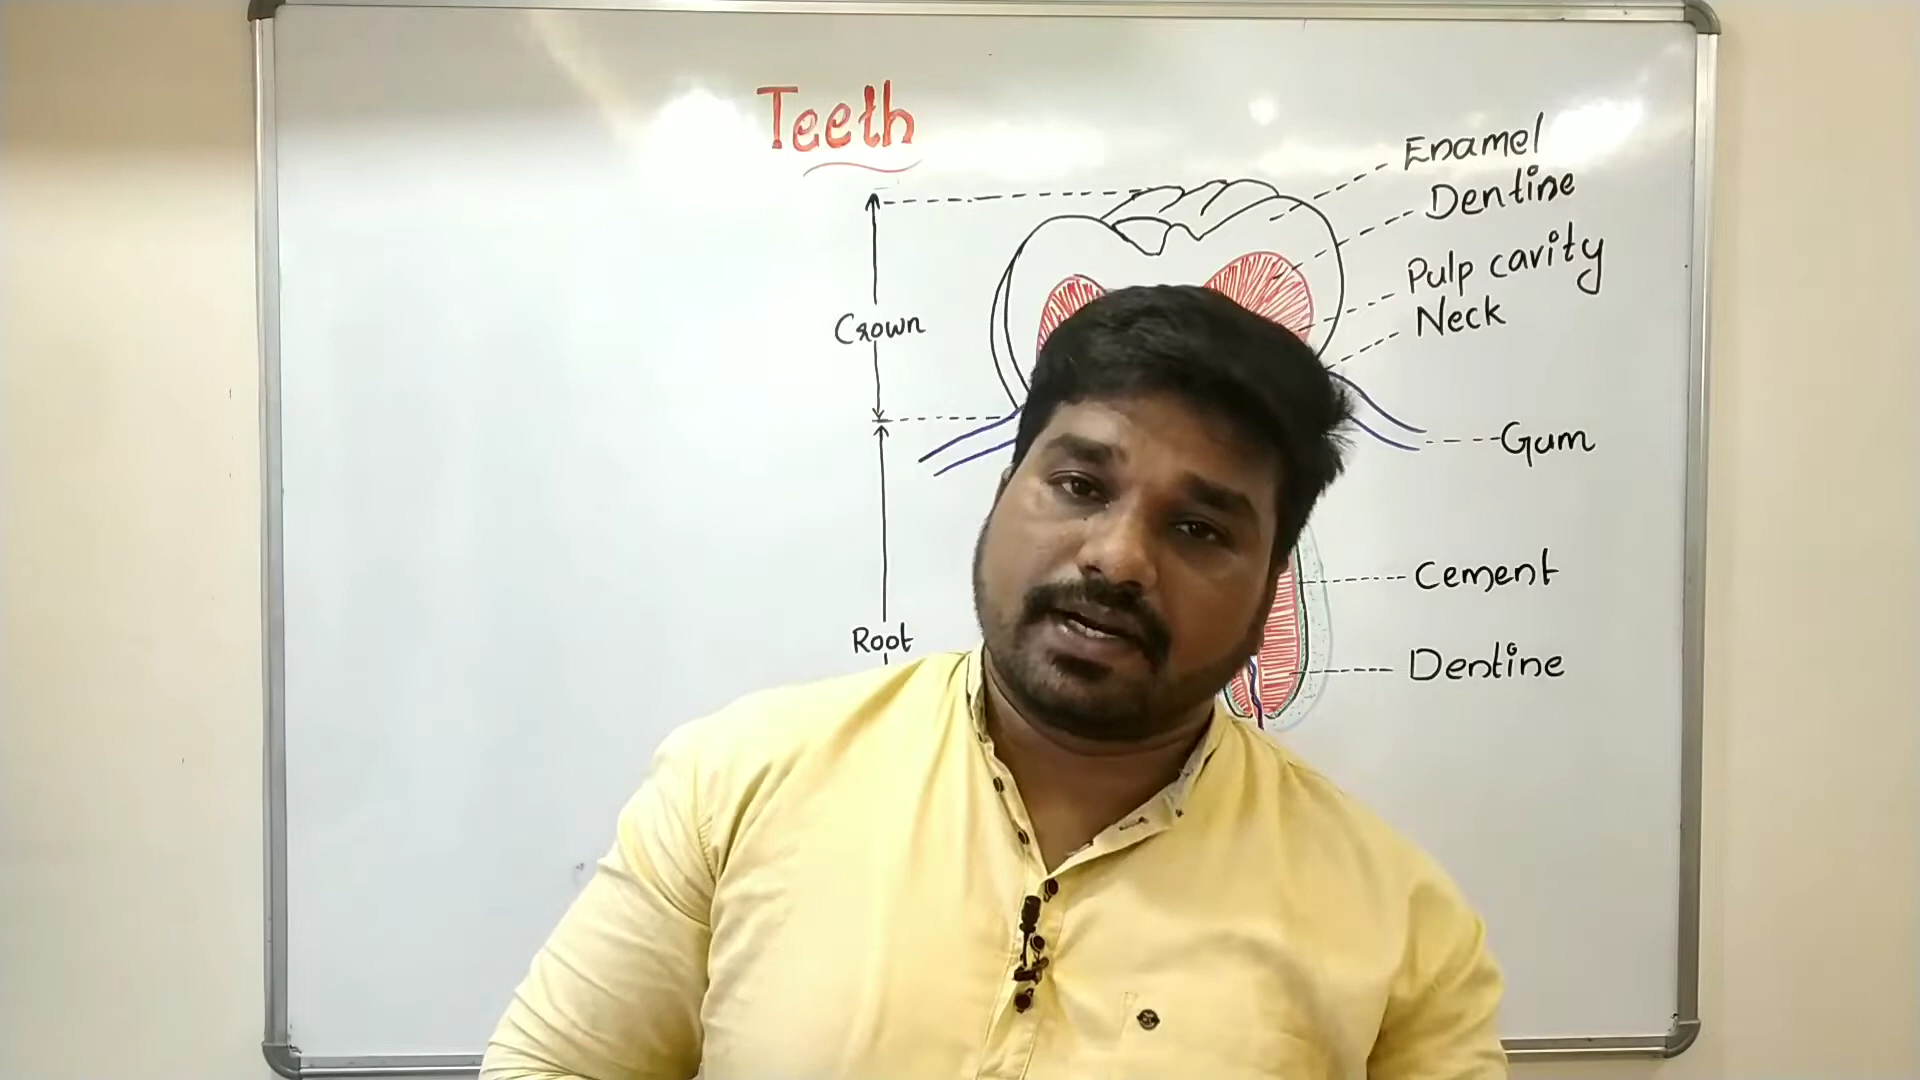 Teeth
Enamel
Dentine
Pulp cavity
Neck
Crown
Gum
Cement
Root
Dentine